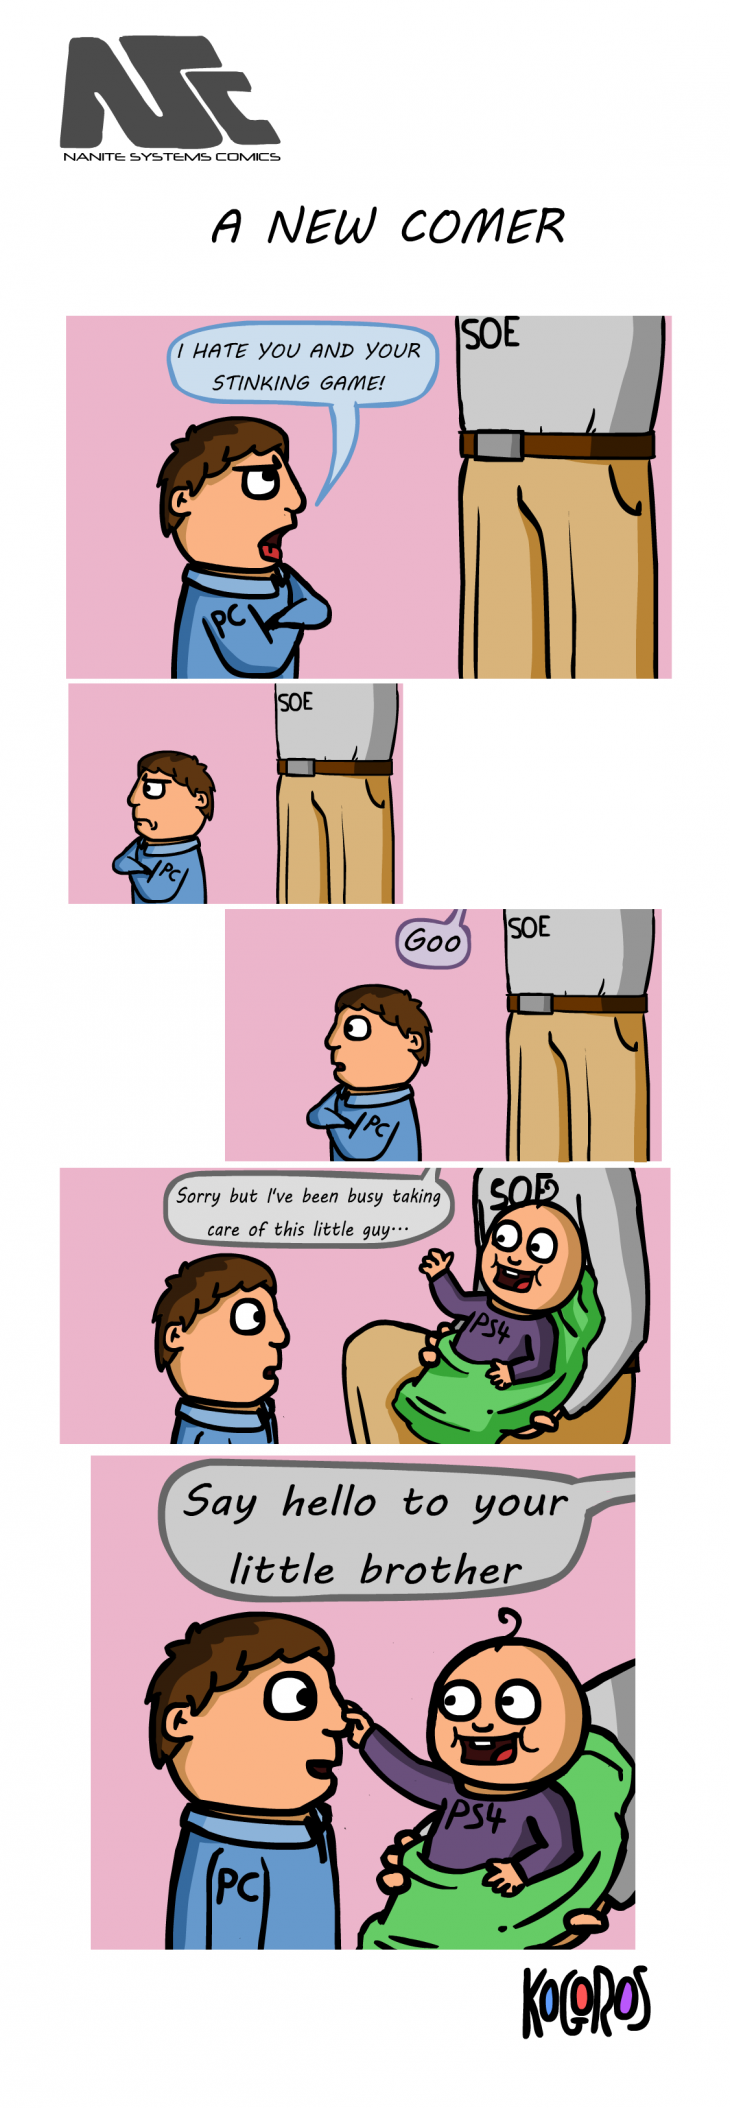 NSC
NANITE SYSTEMS COMICS
A NEW COMER
I HATE YOU AND YOUR
STINKING GAME!
SOE
PC
SOE
PC
Goo
SOE
PC
Sorry but I've been busy taking
care of this little guy...
SOE
PS4
Say hello to your
little brother
PS4
PC
KOGOROS